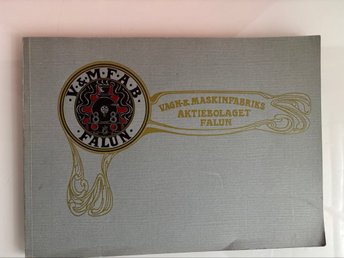 V.&.M.F.A.B.
FALUN.
VAGN-& MASKINFABRIKS
AKTIEBOLAGET
FALUN